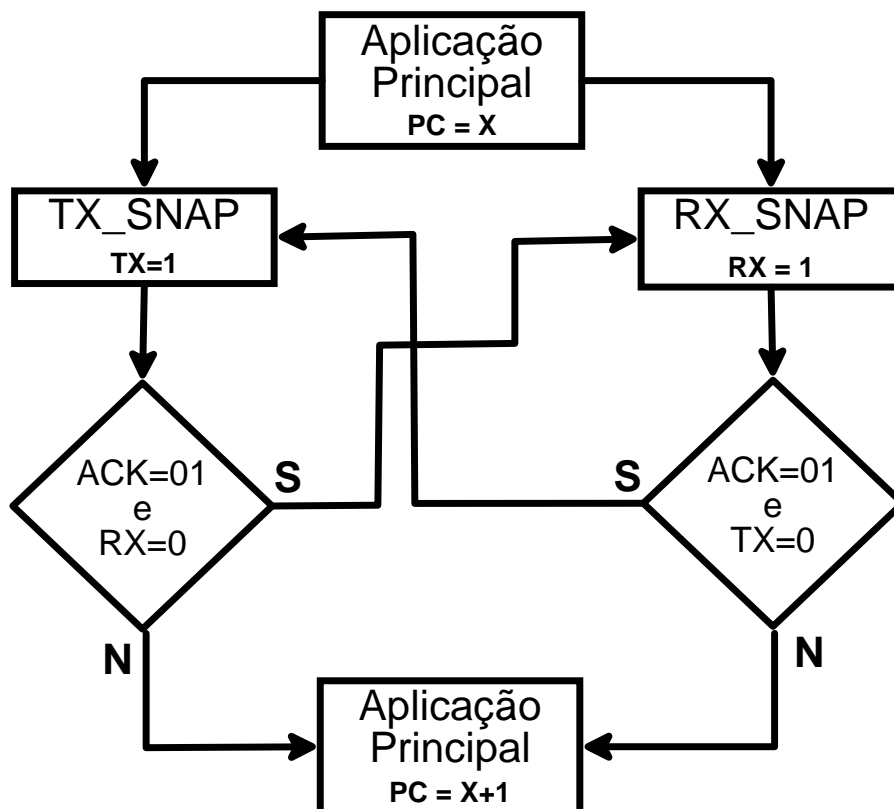 Aplicação
Principal
PC = X
TX_SNAP
TX=1
RX_SNAP
RX = 1
ACK=01
e
RX=0
S
N
ACK=01
e
TX=0
S
N
Aplicação
Principal
PC = X+1